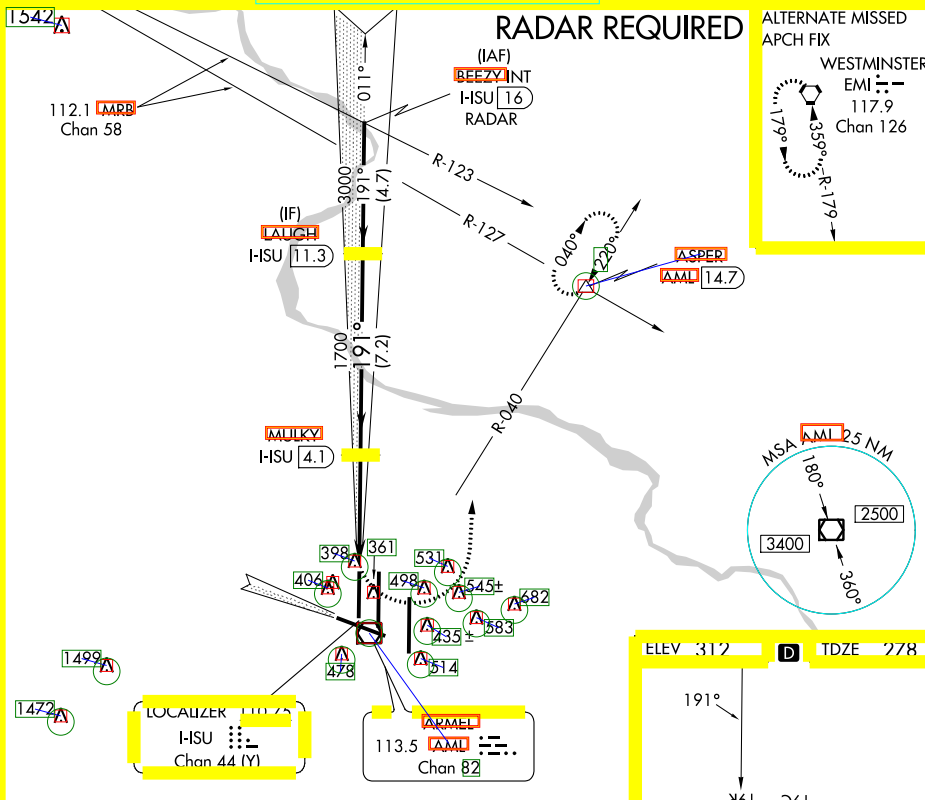 1542
RADAR REQUIRED
ALTERNATE MISSED
APCH FIX
WESTMINSTER
EMI
117.9
Chan 126
179°
359°
R-179
(IAF)
BEEZY INT
I-ISU 16
RADAR
011°
112.1 MRB
Chan 58
R-123
R-127
3000
191°
(4.7)
(IF)
LAUGH
I-ISU 11.3
040°
220°
ASPER
AML 14.7
1700
191°
(7.2)
R-040
MULKY
I-ISU 4.1
MSA AML 25 NM
180°
2500
3400
360°
398
361
531
406
498
545±
682
583
435±
478
514
1499
1472
LOCALIZER 110.75
I-ISU
Chan 44 (Y)
ARMEL
113.5 AML
Chan 82
ELEV 312
D
TDZE 278
191°